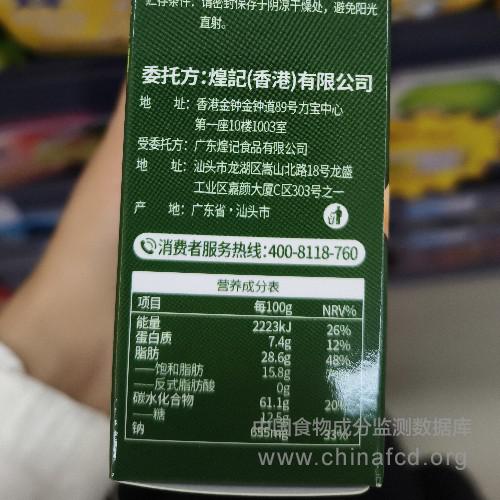 贮存条件：请密封保存于阴凉干燥处，避免阳光
直射。
委托方：煌記(香港)有限公司
地 址：香港金钟金钟道89号力宝中心
第一座10楼1003室
受委托方：广东煌记食品有限公司
地 址：汕头市龙湖区嵩山北路18号龙盛
工业区嘉颜大厦C区303号之一
产 地：广东省·汕头市
消费者服务热线：400-8118-760
营养成分表
项目 每100g NRV%
能量 2223kJ 26%
蛋白质 7.4g 12%
脂肪 28.6g 48%
——饱和脂肪 15.8g
——反式脂肪酸 0g
碳水化合物 61.1g 20%
——糖 12.5g
钠 655mg 33%
中国食物成分监测数据库
www.chinafcd.org